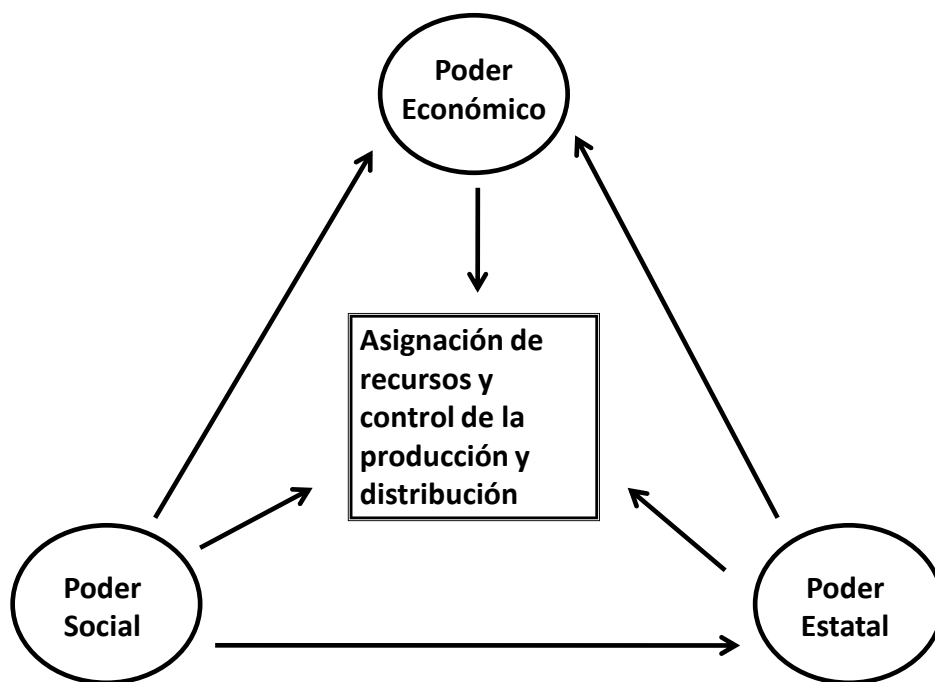 Poder
Económico
Asignación de
recursos y
control de la
producción y
distribución
Poder
Social
Poder
Estatal